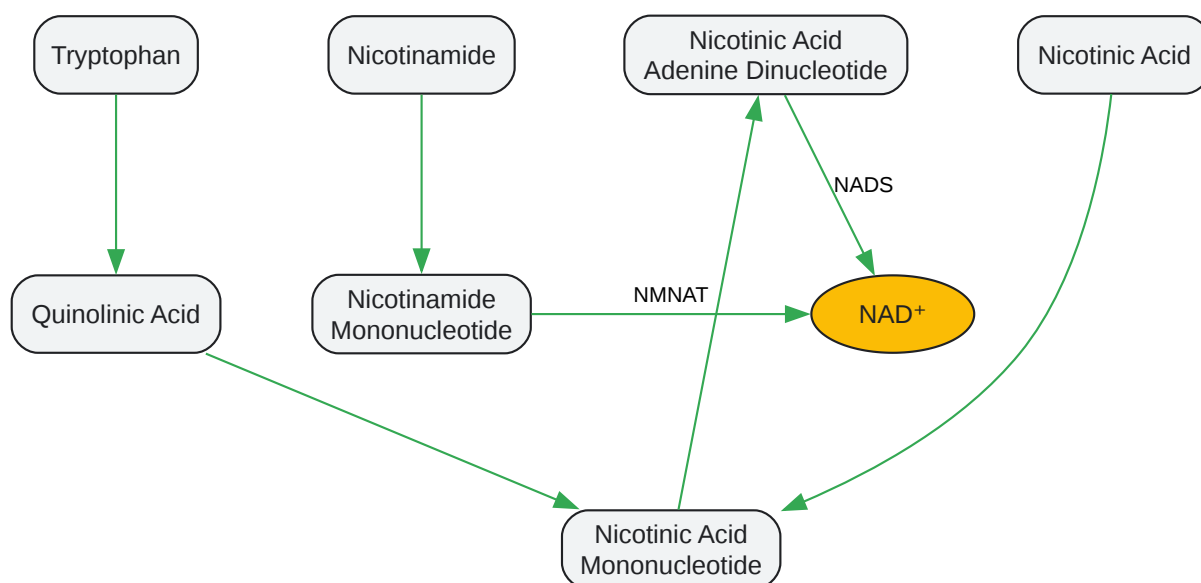 Tryptophan
Nicotinamide
Nicotinic Acid
Adenine Dinucleotide
Nicotinic Acid
NADS
Quinolinic Acid
Nicotinamide
Mononucleotide
NMNAT
NAD⁺
Nicotinic Acid
Mononucleotide